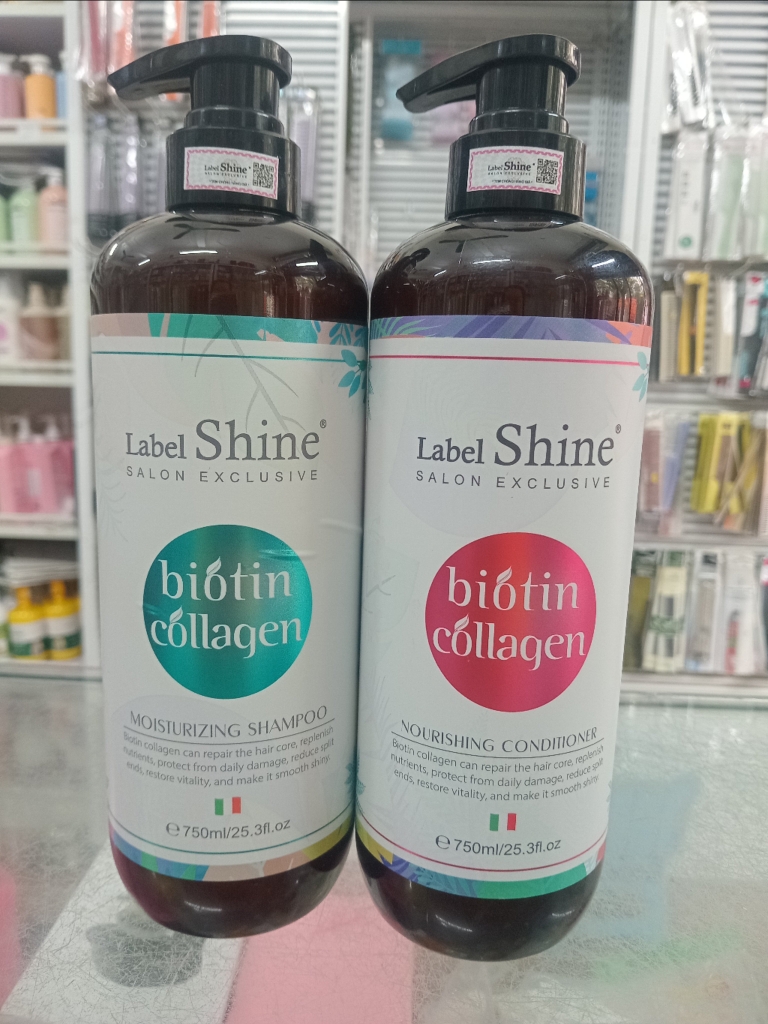 Label Shine®
SALON EXCLUSIVE
Label Shine®
SALON EXCLUSIVE
biotin
collagen
MOISTURIZING SHAMPOO
Biotin collagen can repair the hair core, replenish
nutrients, protect from daily damage, reduce split
ends, restore vitality, and make it smooth shiny.
℮ 750ml/25.3fl.oz
Label Shine®
SALON EXCLUSIVE
Label Shine®
SALON EXCLUSIVE
biotin
collagen
NOURISHING CONDITIONER
Biotin collagen can repair the hair core, replenish
nutrients, protect from daily damage, reduce split
ends, restore vitality, and make it smooth shiny.
℮ 750ml/25.3fl.oz